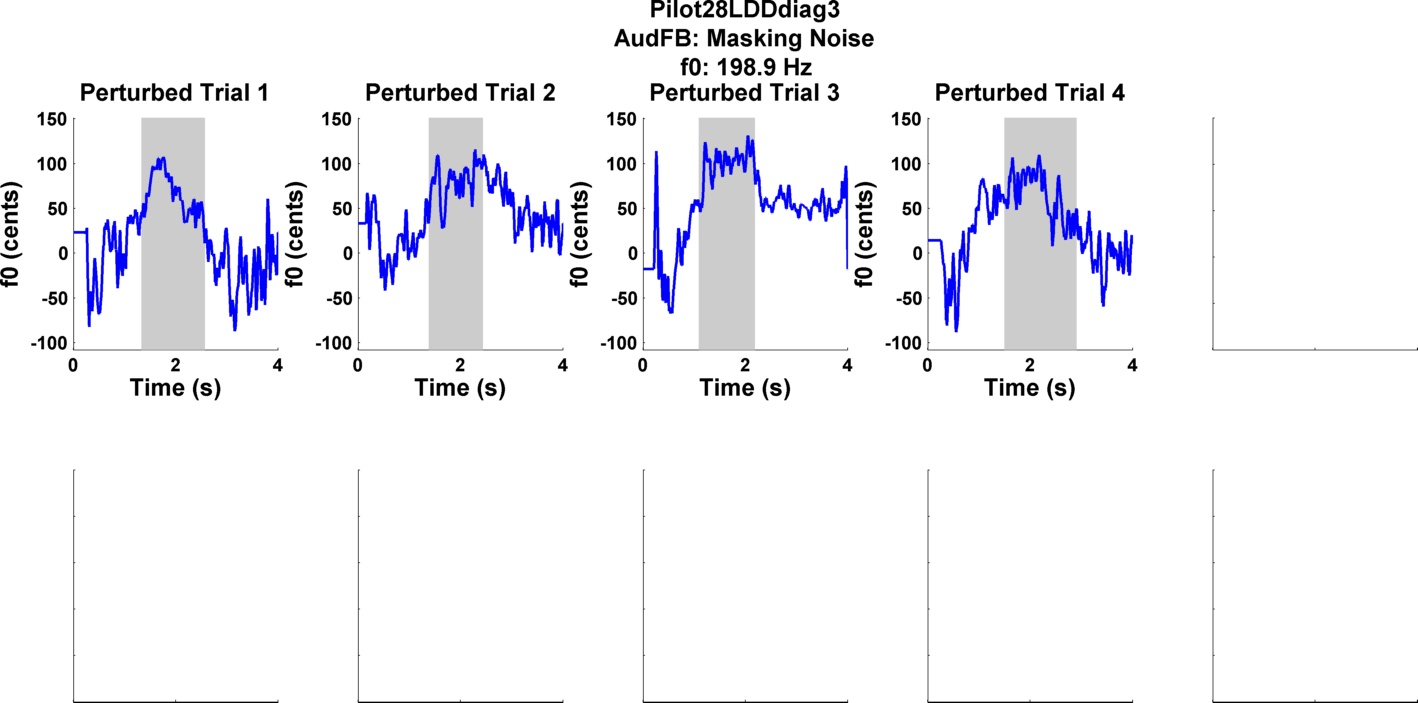 Pilot28LDDdiag3
AudFB: Masking Noise
f0: 198.9 Hz
Perturbed Trial 1
150
100
50
0
-50
-100
f0 (cents)
0 2 4
Time (s)
Perturbed Trial 2
150
100
50
0
-50
-100
f0 (cents)
0 2 4
Time (s)
Perturbed Trial 3
150
100
50
0
-50
-100
f0 (cents)
0 2 4
Time (s)
Perturbed Trial 4
150
100
50
0
-50
-100
f0 (cents)
0 2 4
Time (s)